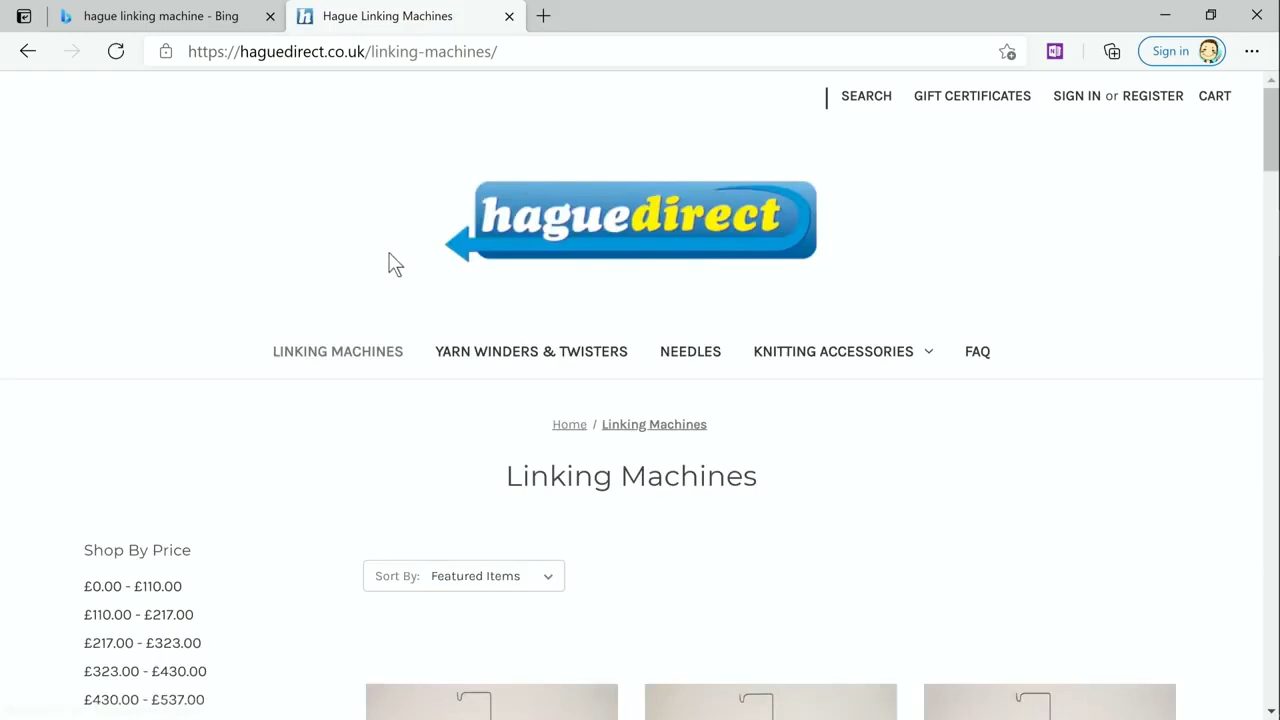 hague linking machine - Bing
Hague Linking Machines
https://haguedirect.co.uk/linking-machines/
Sign in
| SEARCH GIFT CERTIFICATES SIGN IN or REGISTER CART
haguedirect
LINKING MACHINES YARN WINDERS & TWISTERS NEEDLES KNITTING ACCESSORIES FAQ
Home / Linking Machines
Linking Machines
Shop By Price
£0.00 - £110.00
£110.00 - £217.00
£217.00 - £323.00
£323.00 - £430.00
£430.00 - £537.00
Sort By: Featured Items